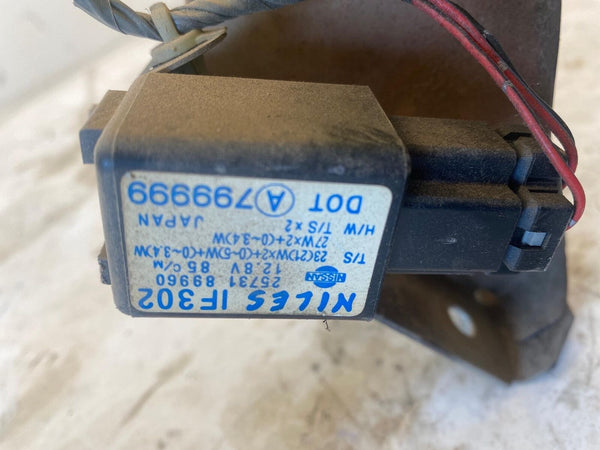 NILES IF302
NISSAN
25731 89960
12.8V 85 C/M
T/S 23(21)W×2+(0~5)W+(0~3.4)W
27W×2+(0~3.4)W
H/W T/S x 2 JAPAN
DOT Ⓐ799999